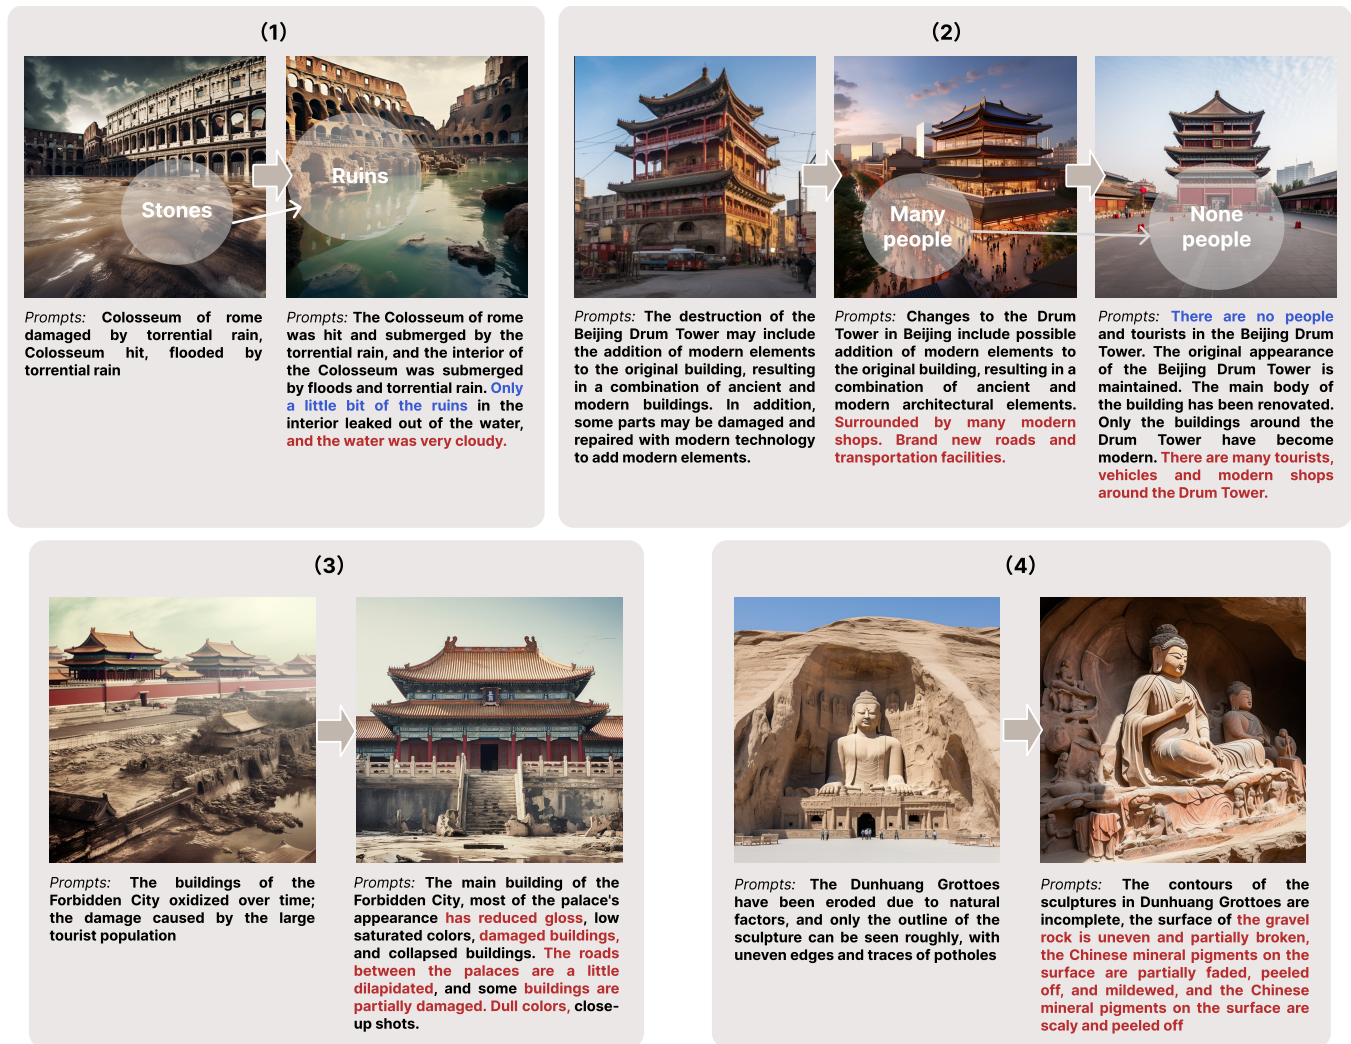 (1)
Stones
Ruins
Prompts: Colosseum of rome
damaged by torrential rain,
Colosseum hit, flooded by
torrential rain
Prompts: The Colosseum of rome
was hit and submerged by the
torrential rain, and the interior of
the Colosseum was submerged
by floods and torrential rain. Only
a little bit of the ruins in the
interior leaked out of the water,
and the water was very cloudy.
(2)
Many
people
None
people
Prompts: The destruction of the
Beijing Drum Tower may include
the addition of modern elements
to the original building, resulting
in a combination of ancient and
modern buildings. In addition,
some parts may be damaged and
repaired with modern technology
to add modern elements.
Prompts: Changes to the Drum
Tower in Beijing include possible
addition of modern elements to
the original building, resulting in a
combination of ancient and
modern architectural elements.
Surrounded by many modern
shops. Brand new roads and
transportation facilities.
Prompts: There are no people
and tourists in the Beijing Drum
Tower. The original appearance
of the Beijing Drum Tower is
maintained. The main body of
the building has been renovated.
Only the buildings around the
Drum Tower have become
modern. There are many tourists,
vehicles and modern shops
around the Drum Tower.
(3)
Prompts: The buildings of the
Forbidden City oxidized over time;
the damage caused by the large
tourist population
Prompts: The main building of the
Forbidden City, most of the palace's
appearance has reduced gloss, low
saturated colors, damaged buildings,
and collapsed buildings. The roads
between the palaces are a little
dilapidated, and some buildings are
partially damaged. Dull colors, close-
up shots.
(4)
Prompts: The Dunhuang Grottoes
have been eroded due to natural
factors, and only the outline of the
sculpture can be seen roughly, with
uneven edges and traces of potholes
Prompts: The contours of the
sculptures in Dunhuang Grottoes are
incomplete, the surface of the gravel
rock is uneven and partially broken,
the Chinese mineral pigments on the
surface are partially faded, peeled
off, and mildewed, and the Chinese
mineral pigments on the surface are
scaly and peeled off